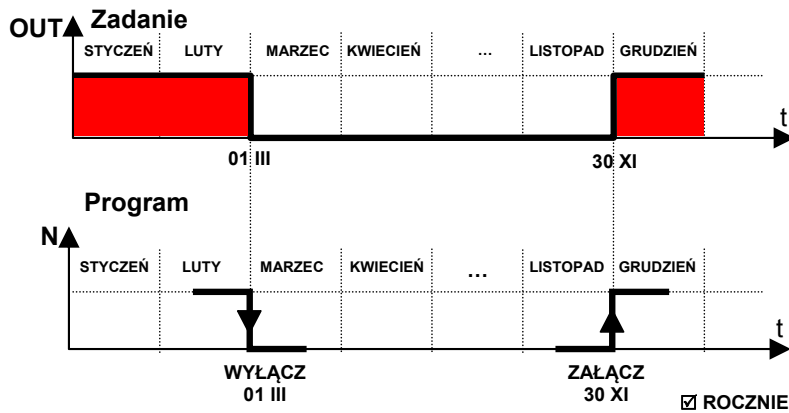 OUT Zadanie
STYCZEŃ LUTY MARZEC KWIECIEŃ ... LISTOPAD GRUDZIEŃ
t
01 III 30 XI
Program
N
STYCZEŃ LUTY MARZEC KWIECIEŃ ... LISTOPAD GRUDZIEŃ
t
WYŁĄCZ ZAŁĄCZ
01 III 30 XI
☑ ROCZNIE